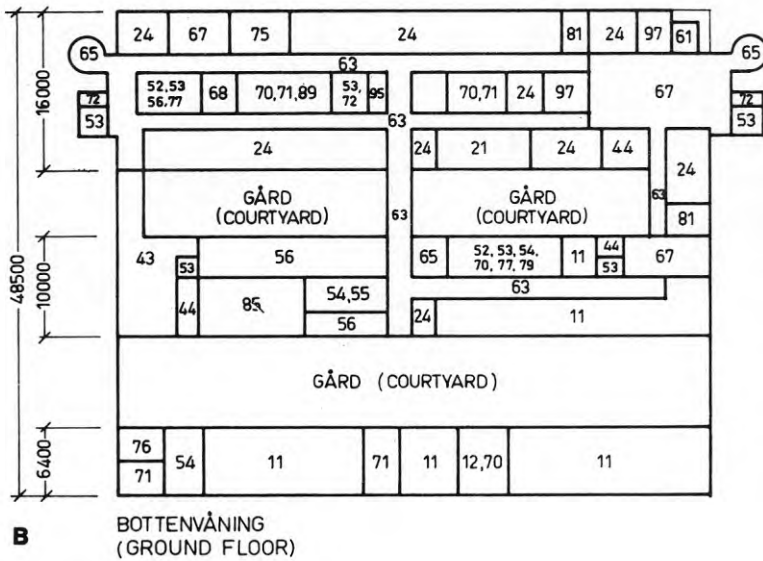 24 67 75 24 81 24 97 61
65 65
63
52,53 56,77 68 70,71,89 53,72 95 70,71 24 97 67
72 72
53 53
63
24 24 21 24 44 24
GÅRD
(COURTYARD)
GÅRD
(COURTYARD)
63 63
81
43 53 56 65 52, 53, 54, 70, 77, 79 11 44 53 67
63
44 85 54,55 56 24 11
GÅRD (COURTYARD)
76 71 54 11 71 11 12,70 11
48500
16000
10000
6400
B
BOTTENVÅNING
(GROUND FLOOR)